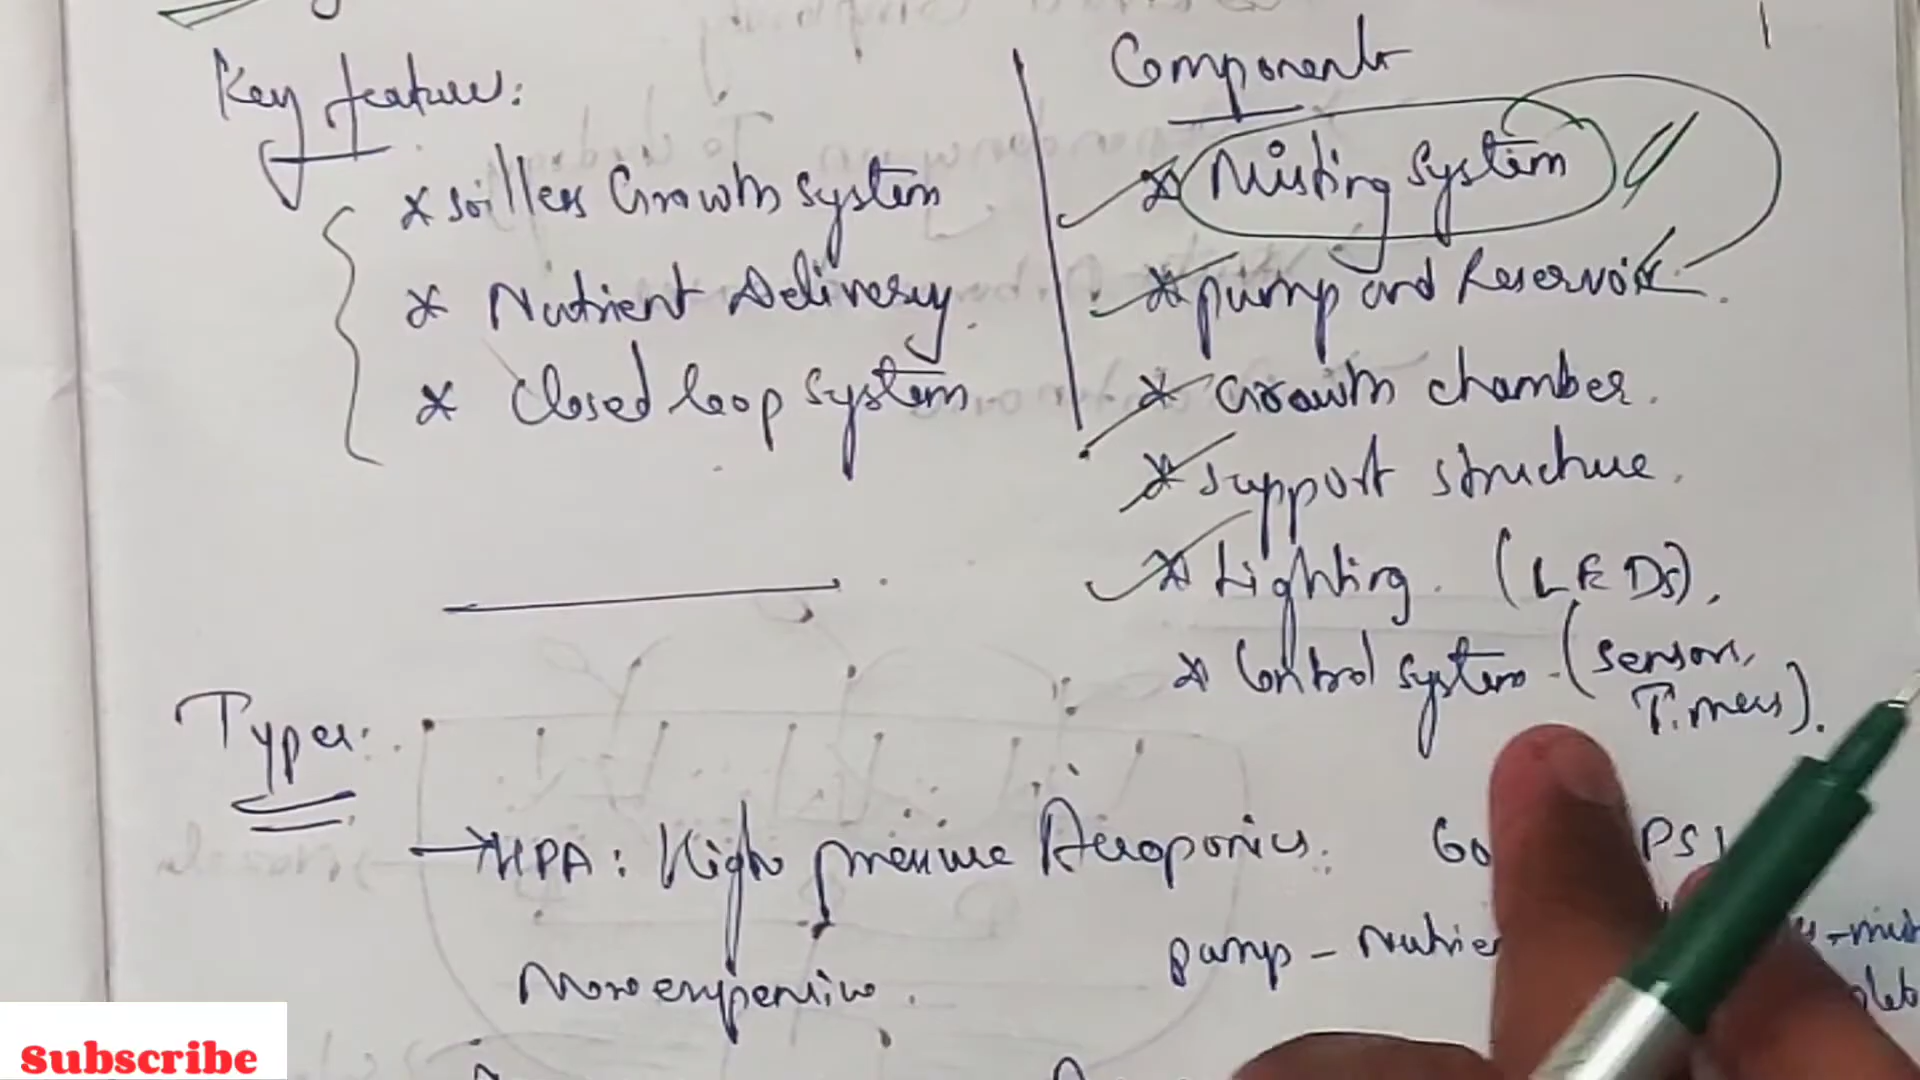 Key feature:
* soilless Growth system
* Nutrient Delivery
* Closed loop system
Components
* Misting system
* pump and Reservoir.
* Growth chamber.
* support structure.
* Lighting. (LEDs).
* Control system - (sensors,
Timers).
Types:
→ HPA: High pressure Aeroponics. PSI
pump -
More expensive.
Subscribe